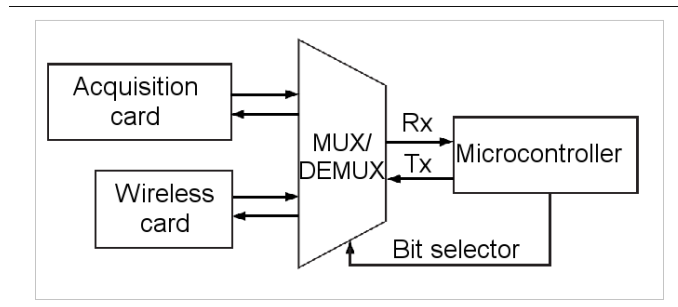 Acquisition
card
MUX/
DEMUX
Rx
Tx
Microcontroller
Wireless
card
Bit selector